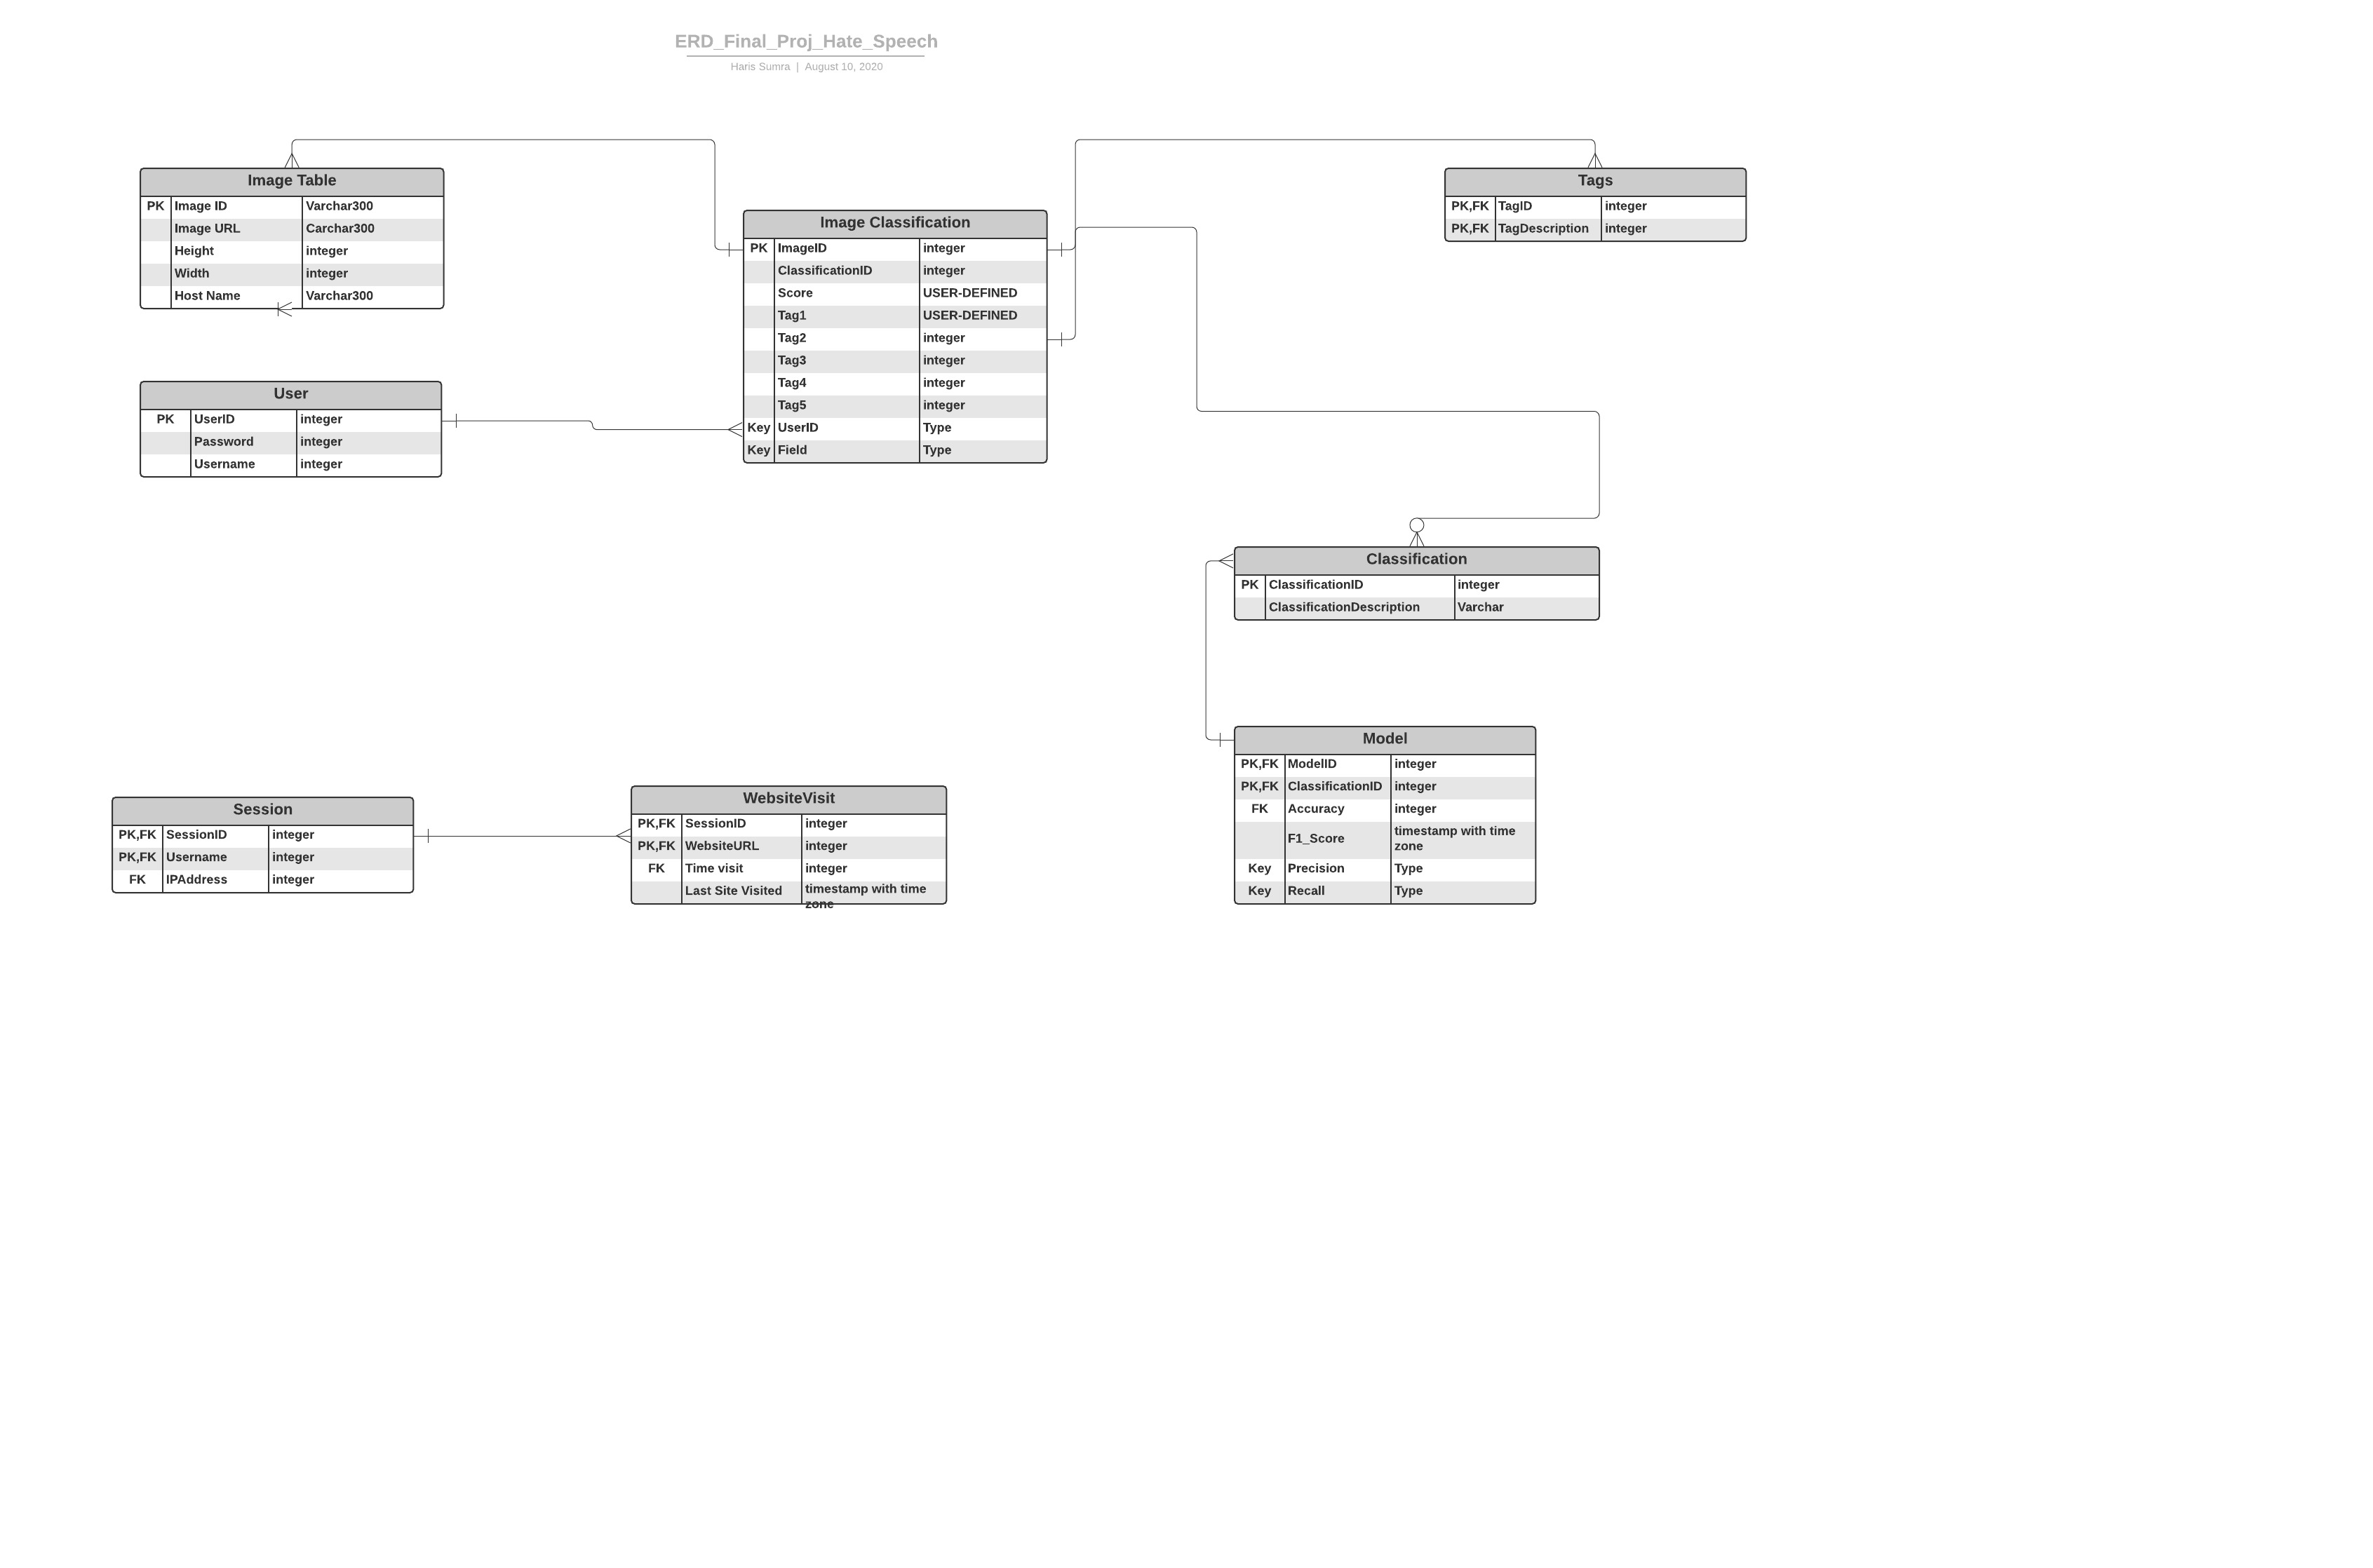 ERD_Final_Proj_Hate_Speech
Haris Sumra | August 10, 2020
Image Table
PK Image ID Varchar300
Image URL Carchar300
Height integer
Width integer
Host Name Varchar300
Image Classification
PK ImageID integer
ClassificationID integer
Score USER-DEFINED
Tag1 USER-DEFINED
Tag2 integer
Tag3 integer
Tag4 integer
Tag5 integer
Key UserID Type
Key Field Type
Tags
PK,FK TagID integer
PK,FK TagDescription integer
User
PK UserID integer
Password integer
Username integer
Classification
PK ClassificationID integer
ClassificationDescription Varchar
Model
PK,FK ModelID integer
PK,FK ClassificationID integer
FK Accuracy integer
F1_Score timestamp with time
zone
Key Precision Type
Key Recall Type
Session
PK,FK SessionID integer
PK,FK Username integer
FK IPAddress integer
WebsiteVisit
PK,FK SessionID integer
PK,FK WebsiteURL integer
FK Time visit integer
Last Site Visited timestamp with time
zone